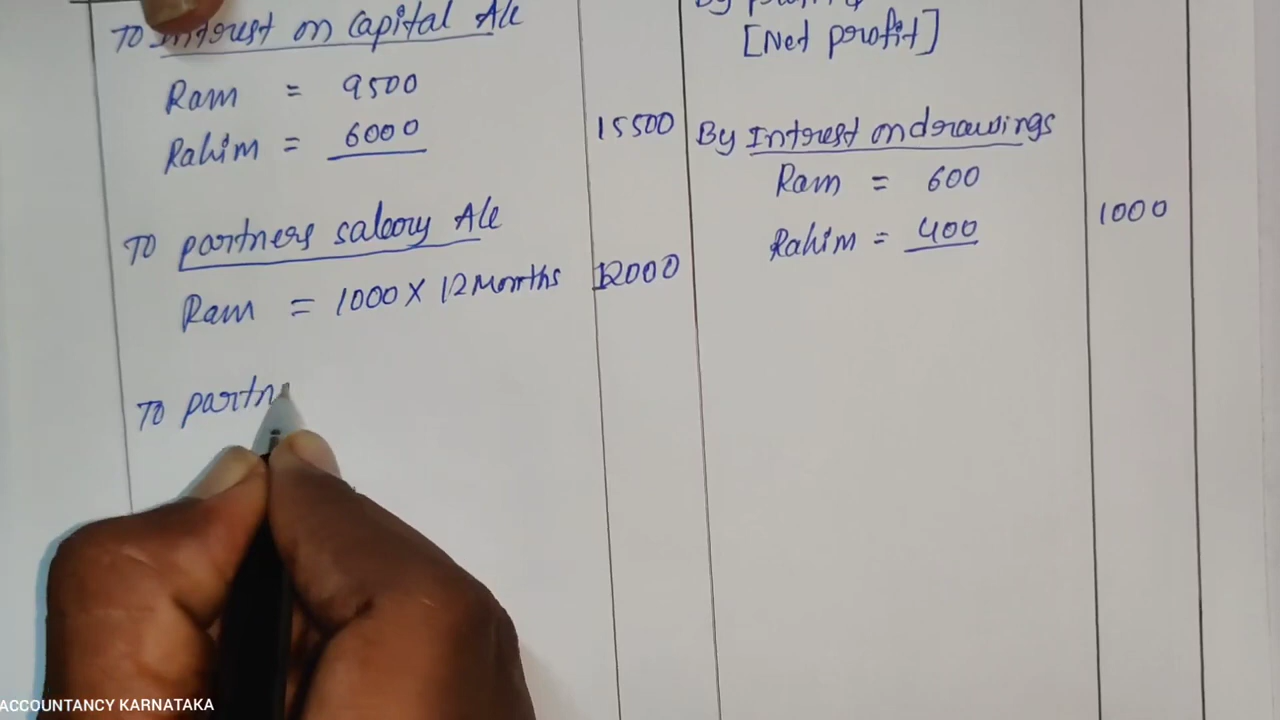 To Interest on capital A/c
Ram = 9500
Rahim = 6000
15500
To partners salary A/c
Ram = 1000 X 12 Months
12000
To partn
[Net profit]
By Interest on drawings
Ram = 600
Rahim = 400
1000
ACCOUNTANCY KARNATAKA